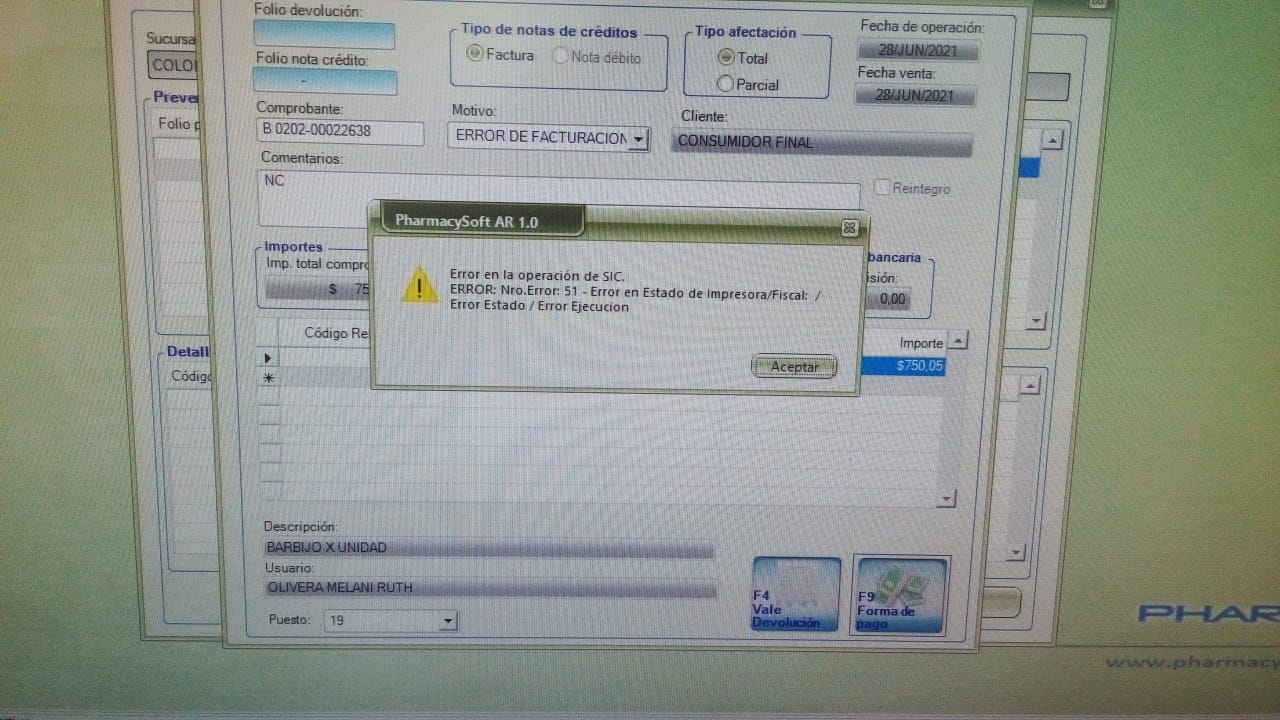 Folio devolución:
Tipo de notas de créditos
Factura
Nota débito
Tipo afectación
Total
Parcial
Fecha de operación:
28/JUN/2021
Fecha venta:
28/JUN/2021
Sucursa
COLO
Folio nota crédito:
-
Comprobante:
B 0202-00022638
Motivo:
ERROR DE FACTURACION
Cliente:
CONSUMIDOR FINAL
Preve
Folio p
Comentarios:
NC
Reintegro
PharmacySoft AR 1.0
Error en la operación de SIC.
ERROR: Nro.Error: 51 - Error en Estado de Impresora/Fiscal: /
Error Estado / Error Ejecucion
Aceptar
Importes
Imp. total compro
$ 75
bancaria
isión:
0,00
Detall
Código
Código Re
Importe
$750,05
Descripción:
BARBIJO X UNIDAD
Usuario:
OLIVERA MELANI RUTH
Puesto:
19
F4
Vale
Devolución
F9
Forma de
pago
PHAR
www.pharmacy